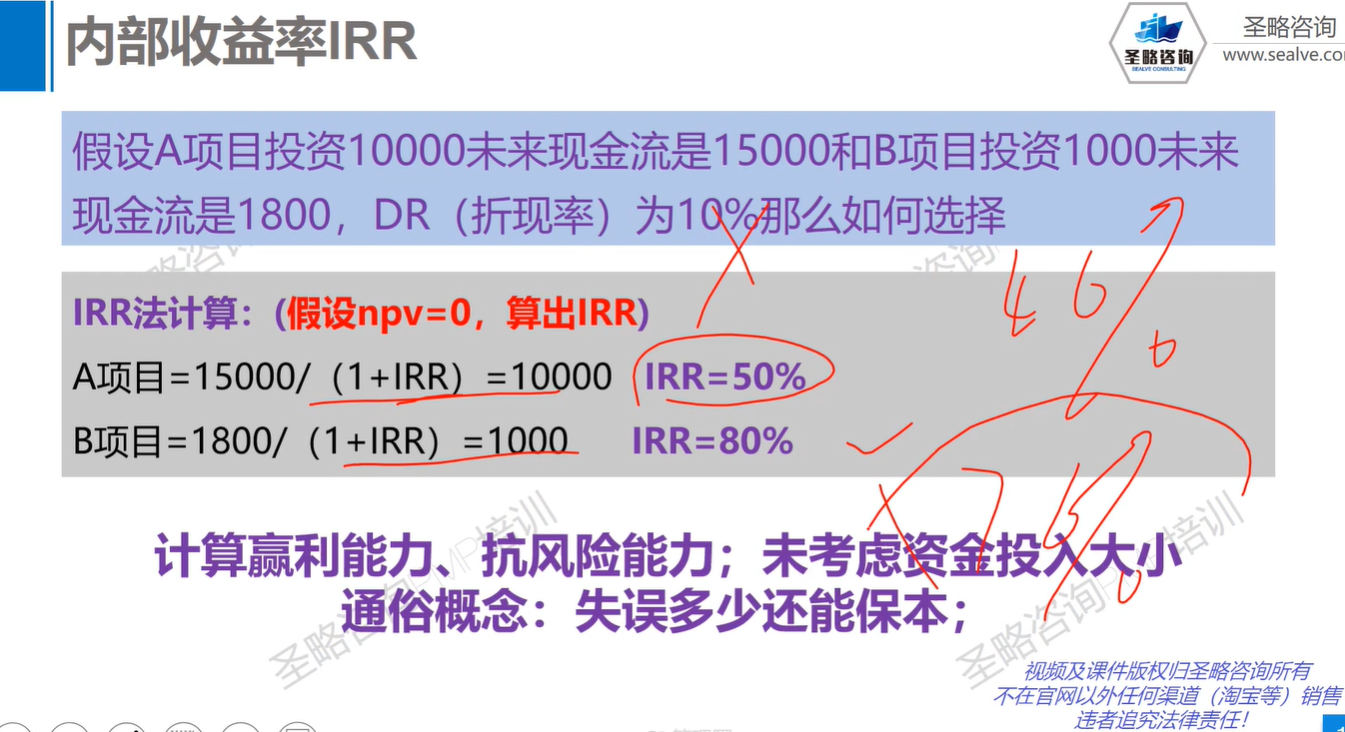 内部收益率IRR
圣略咨询
SEALVE CONSULTING
圣略咨询
www.sealve.co
假设A项目投资10000未来现金流是15000和B项目投资1000未来
现金流是1800，DR（折现率）为10%那么如何选择
IRR法计算：(假设npv=0，算出IRR)
A项目=15000/（1+IRR）=10000 IRR=50%
B项目=1800/（1+IRR）=1000 IRR=80%
计算赢利能力、抗风险能力；未考虑资金投入大小
通俗概念：失误多少还能保本；
圣略咨询PMP培训
圣略咨询PMP培训
视频及课件版权归圣略咨询所有
不在官网以外任何渠道（淘宝等）销售
违者追究法律责任！